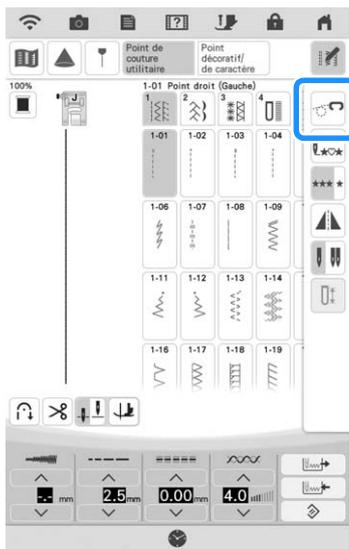 Point de
couture
utilitaire
Point
décoratif/
de caractère
100%
1-01 Point droit (Gauche)
1 2 3 4
J
1-01 1-02 1-03 1-04
1-06 1-07 1-08 1-09
1-11 1-12 1-13 1-14
1-16 1-17 1-18 1-19
-.- mm 2.5 mm 0.00 mm 4.0